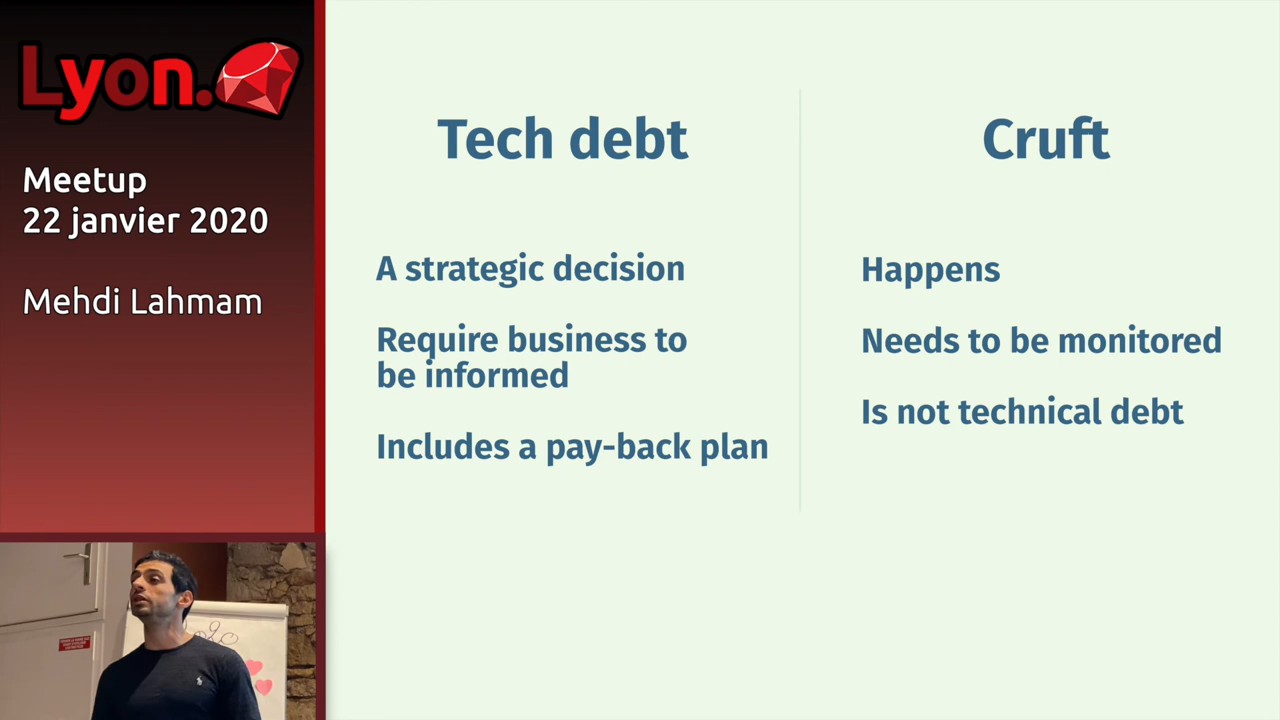 Lyon.
Meetup
22 janvier 2020
Mehdi Lahmam
Tech debt
A strategic decision
Require business to
be informed
Includes a pay-back plan
Cruft
Happens
Needs to be monitored
Is not technical debt